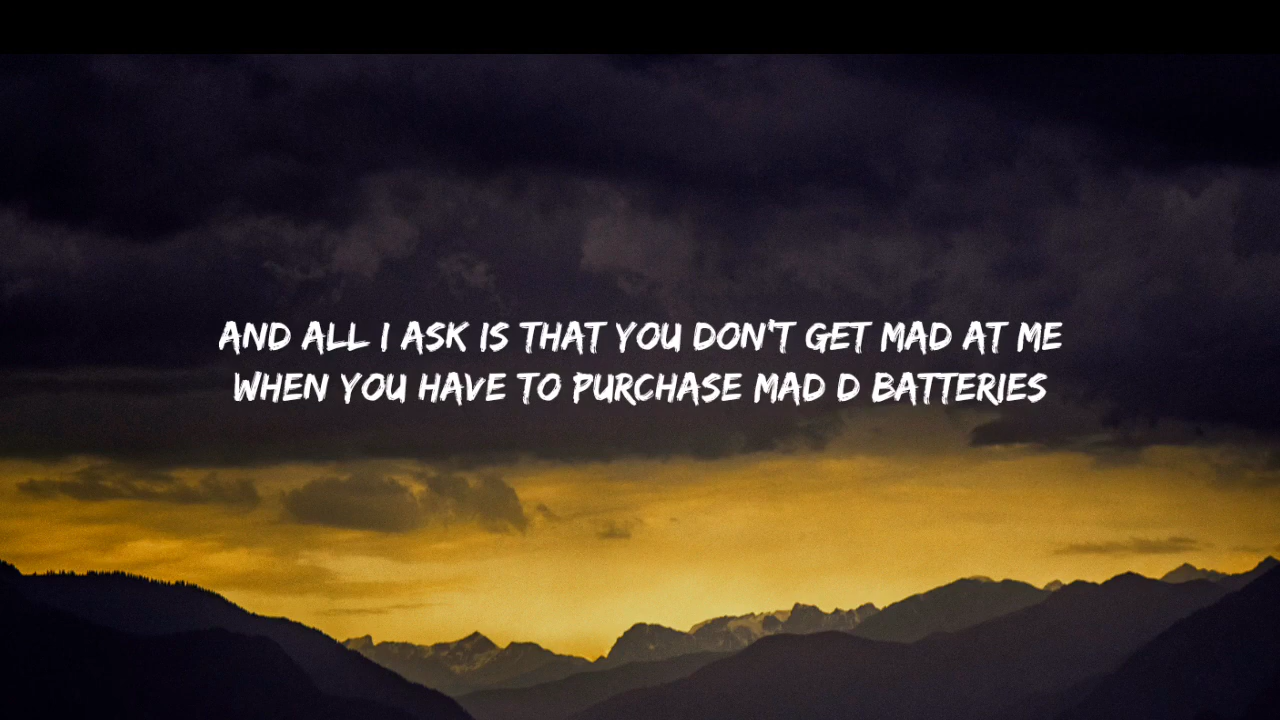 AND ALL I ASK IS THAT YOU DON'T GET MAD AT ME
WHEN YOU HAVE TO PURCHASE MAD D BATTERIES